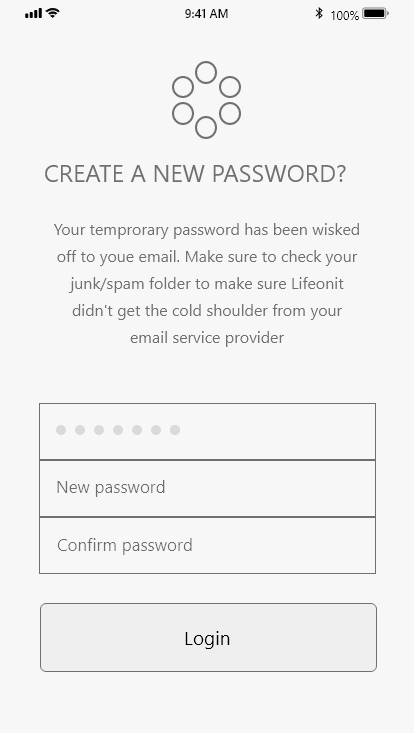 9:41 AM
100%
CREATE A NEW PASSWORD?
Your temprorary password has been wisked
off to youe email. Make sure to check your
junk/spam folder to make sure Lifeonit
didn't get the cold shoulder from your
email service provider
New password
Confirm password
Login